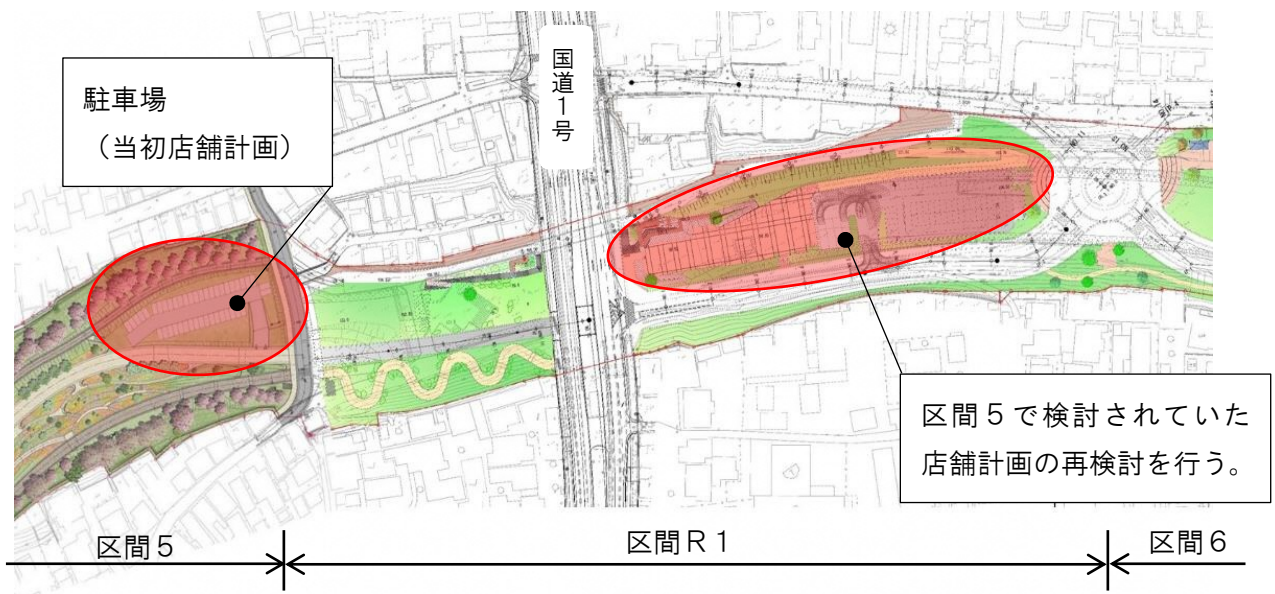 国道1号
駐車場
（当初店舗計画）
区間５で検討されていた
店舗計画の再検討を行う。
区間５
区間Ｒ１
区間６